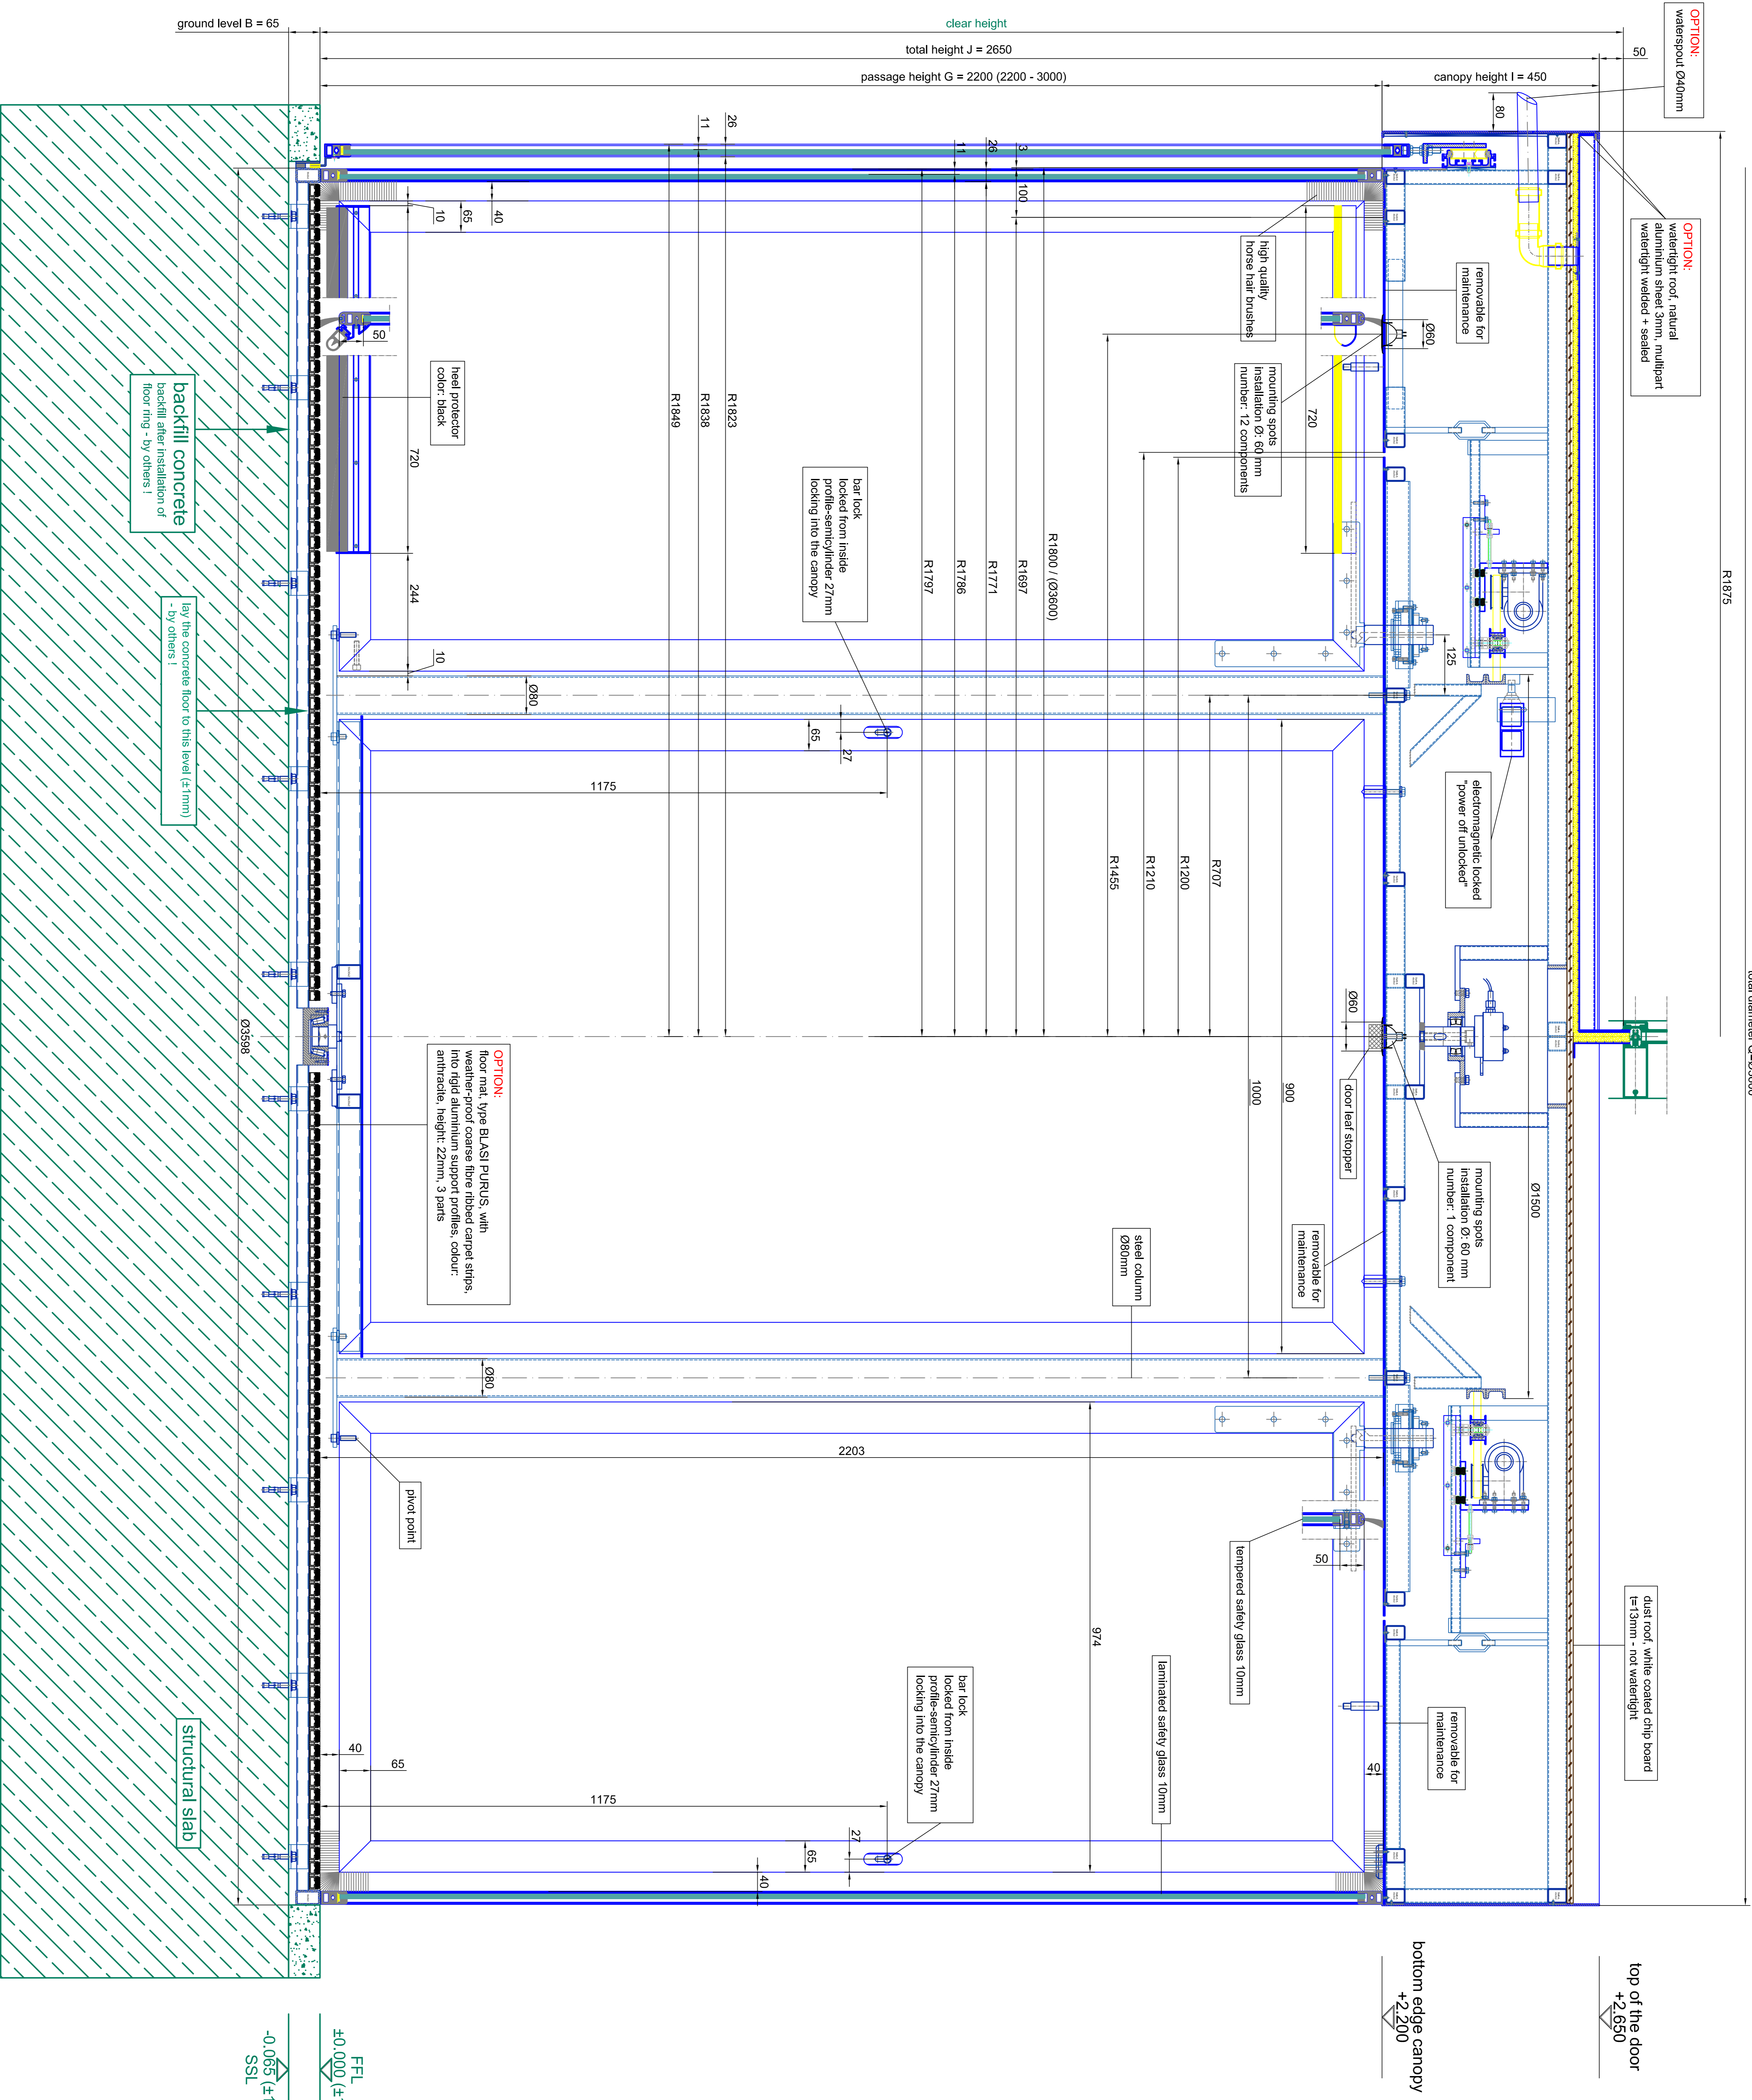 ground level B = 65
clear height
total height J = 2650
50
passage height G = 2200 (2200 - 3000)
canopy height I = 450
OPTION:
waterspout Ø40mm
80
R1875
OPTION:
watertight roof, natural
aluminium sheet 3mm, multipart
watertight welded + sealed
removable for
maintenance
Ø60
high quality
horse hair brushes
mounting spots
installation Ø: 60 mm
number: 12 components
720
26
11
26
11
3
100
40
65
10
50
heel protector
color: black
720
244
10
R1849
R1838
R1823
R1797
R1786
R1771
R1697
R1800 / (Ø3600)
R1455
R1210
R1200
R707
125
bar lock
locked from inside
profile-semicylinder 27mm
locking into the canopy
Ø80
65
27
1175
electromagnetic locked
"power off unlocked"
backfill concrete
backfill after installation of
floor ring - by others !
lay the concrete floor to this level (±1mm)
- by others !
Ø3598
OPTION:
floor mat, type BLASI PURUS, with
weather-proof coarse fibre ribbed carpet strips,
into rigid aluminium support profiles, colour:
anthracite, height: 22mm, 3 parts
Ø60
door leaf stopper
1000
900
mounting spots
installation Ø: 60 mm
number: 1 component
Ø1500
steel column
Ø80mm
removable for
maintenance
Ø80
2203
pivot point
974
50
tempered safety glass 10mm
laminated safety glass 10mm
dust roof, white coated chip board
t=13mm - not watertight
removable for
maintenance
bar lock
locked from inside
profile-semicylinder 27mm
locking into the canopy
40
65
1175
27
65
40
40
structural slab
top of the door
+2.650
bottom edge canopy
+2.200
FFL
±0.000
-0.065
SSL